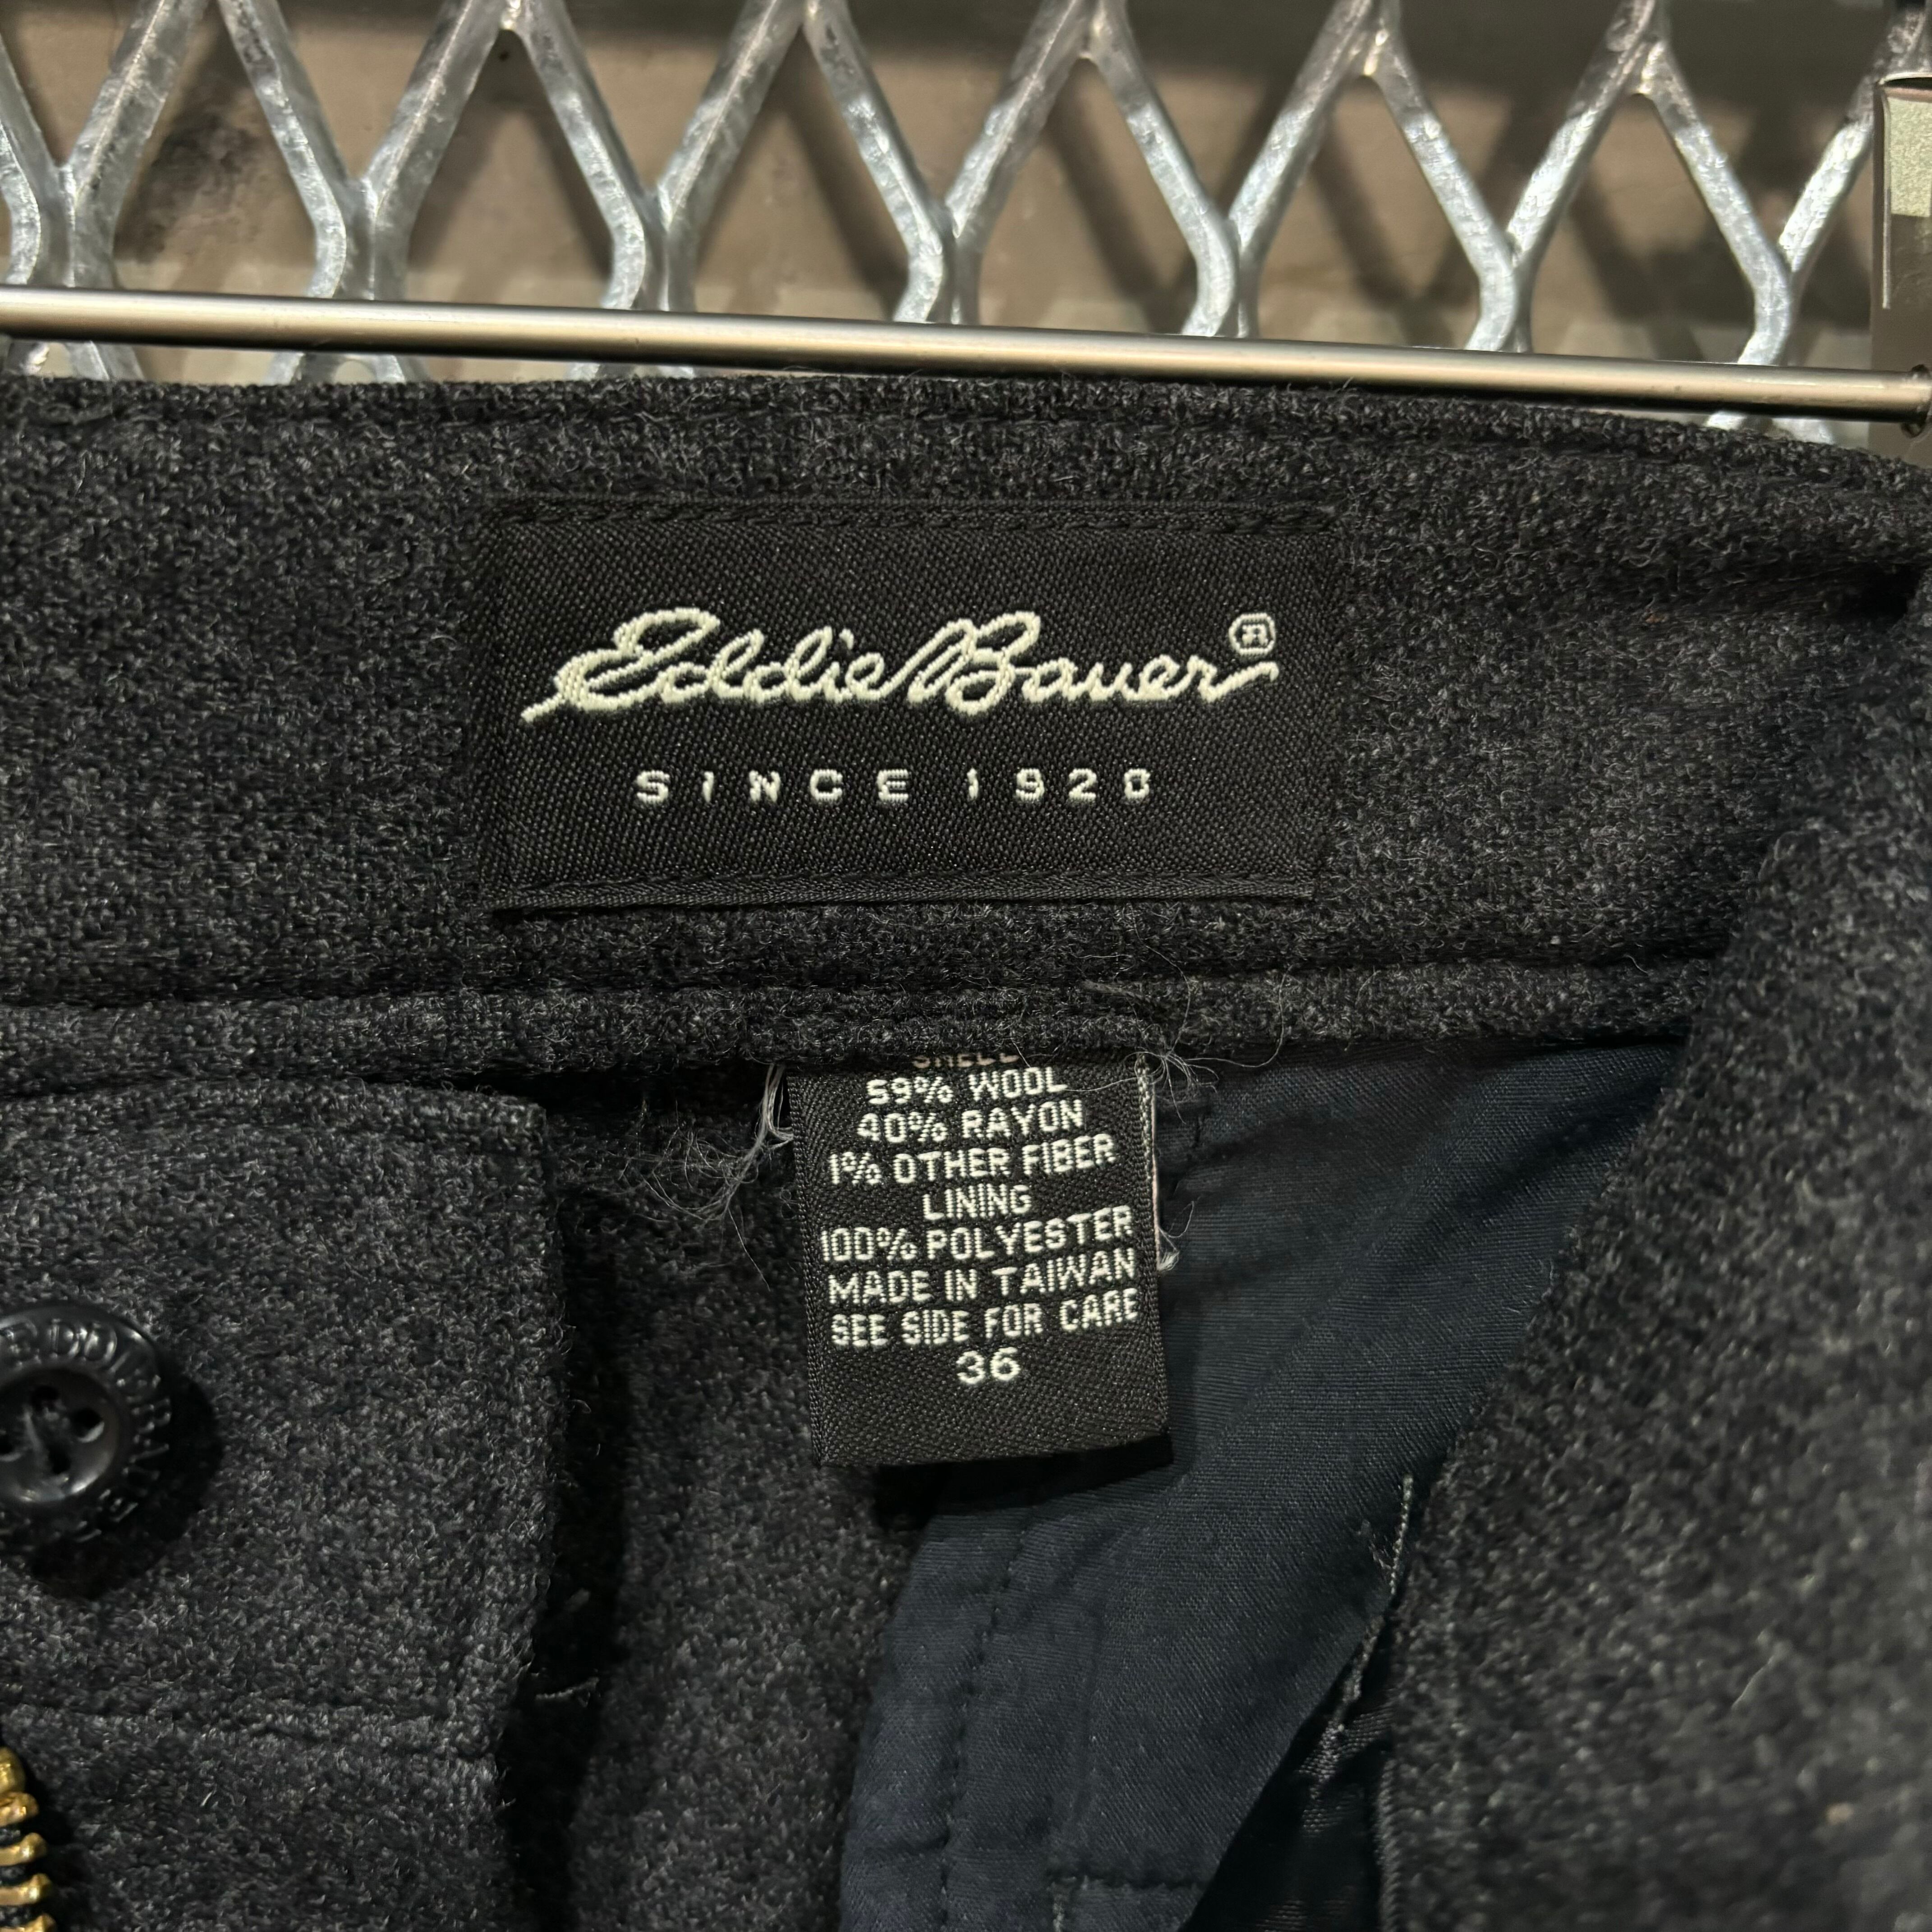 Eddie Bauer®
SINCE 1920
SHELL
59% WOOL
40% RAYON
1% OTHER FIBER
LINING
100% POLYESTER
MADE IN TAIWAN
SEE SIDE FOR CARE
36